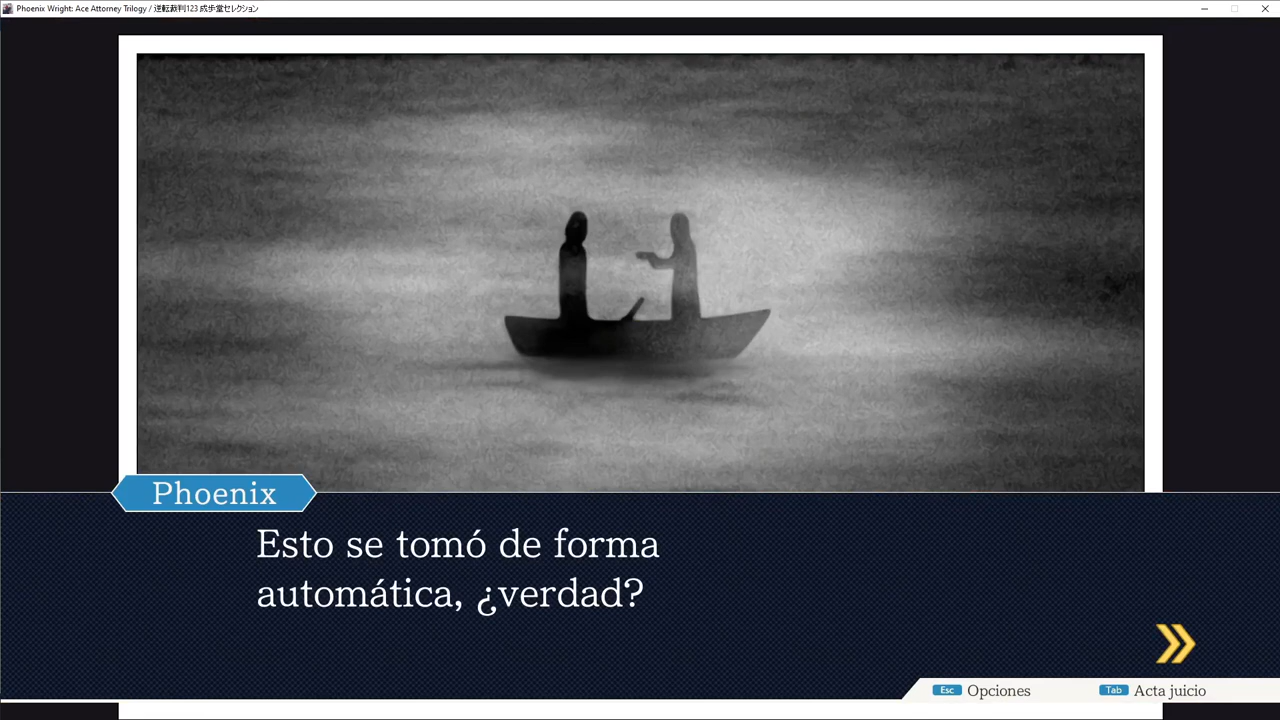 Phoenix Wright: Ace Attorney Trilogy / 逆転裁判123 成歩堂セレクション
Phoenix
Esto se tomó de forma
automática, ¿verdad?
Esc Opciones Tab Acta juicio